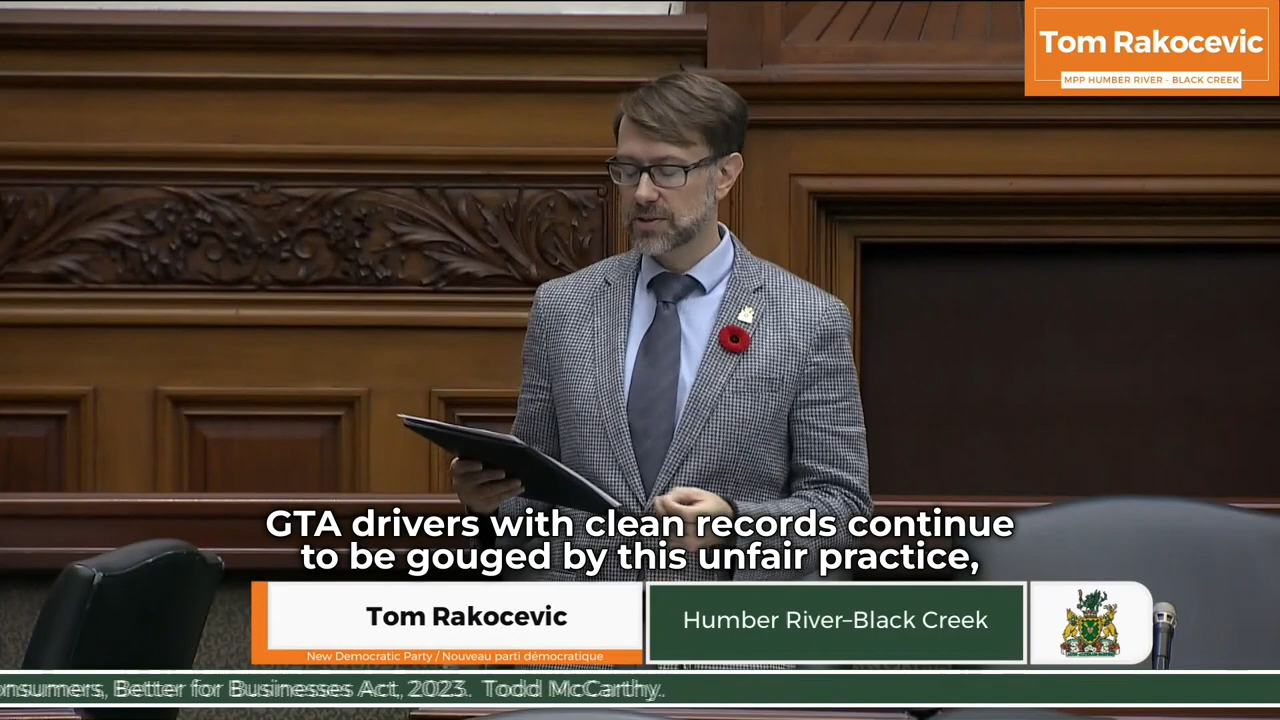 Tom Rakocevic
MPP HUMBER RIVER - BLACK CREEK
GTA drivers with clean records continue
to be gouged by this unfair practice,
Tom Rakocevic
Humber River–Black Creek
New Democratic Party / Nouveau parti démocratique
Better for Businesses Act, 2023. Todd McCarthy.